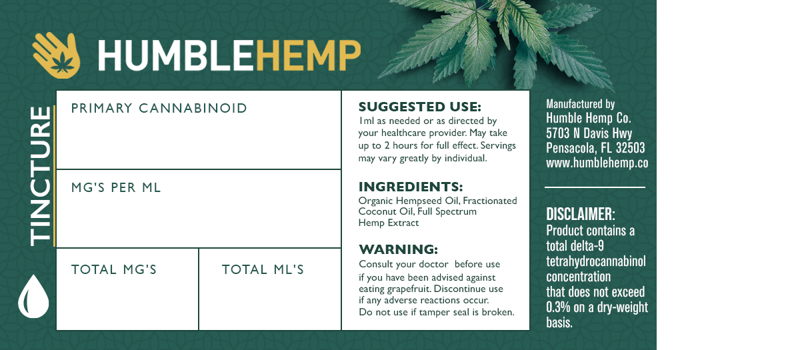 HUMBLEHEMP
TINCTURE
PRIMARY CANNABINOID
MG'S PER ML
TOTAL MG'S
TOTAL ML'S
SUGGESTED USE:
1ml as needed or as directed by
your healthcare provider. May take
up to 2 hours for full effect. Servings
may vary greatly by individual.
INGREDIENTS:
Organic Hempseed Oil, Fractionated
Coconut Oil, Full Spectrum
Hemp Extract
WARNING:
Consult your doctor before use
if you have been advised against
eating grapefruit. Discontinue use
if any adverse reactions occur.
Do not use if tamper seal is broken.
Manufactured by
Humble Hemp Co.
5703 N Davis Hwy
Pensacola, FL 32503
www.humblehemp.co
DISCLAIMER:
Product contains a
total delta-9
tetrahydrocannabinol
concentration
that does not exceed
0.3% on a dry-weight
basis.